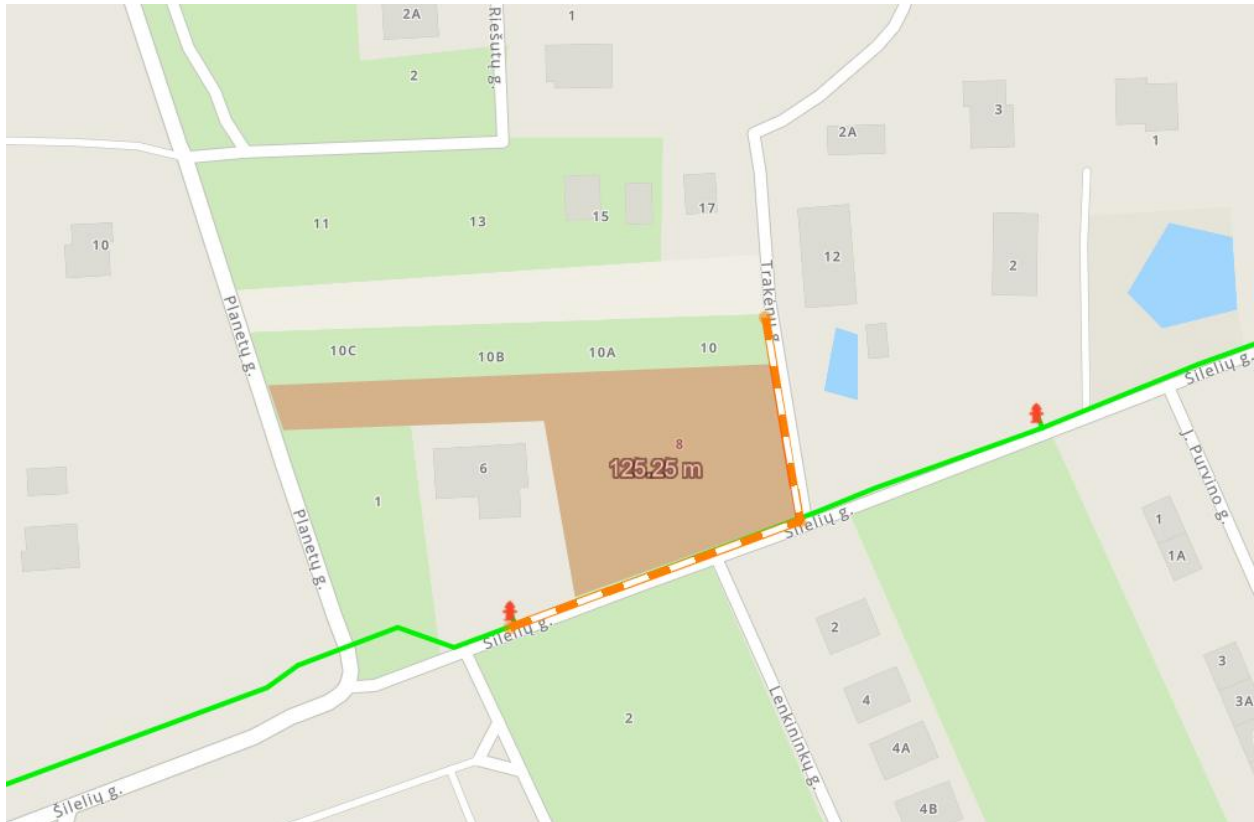 2A
1
Riešutų g.
2
3
2A
1
11
13
15
17
10
12
2
Trakėnų g.
Planetų g.
10C
10B
10A
10
Šilelių g.
8
125.25 m
6
1
J. Purvino g.
Planetų g.
Šilelių g.
1
1A
Šilelių g.
2
3
4
3A
2
Lenkininkų g.
4A
4B
Šilelių g.